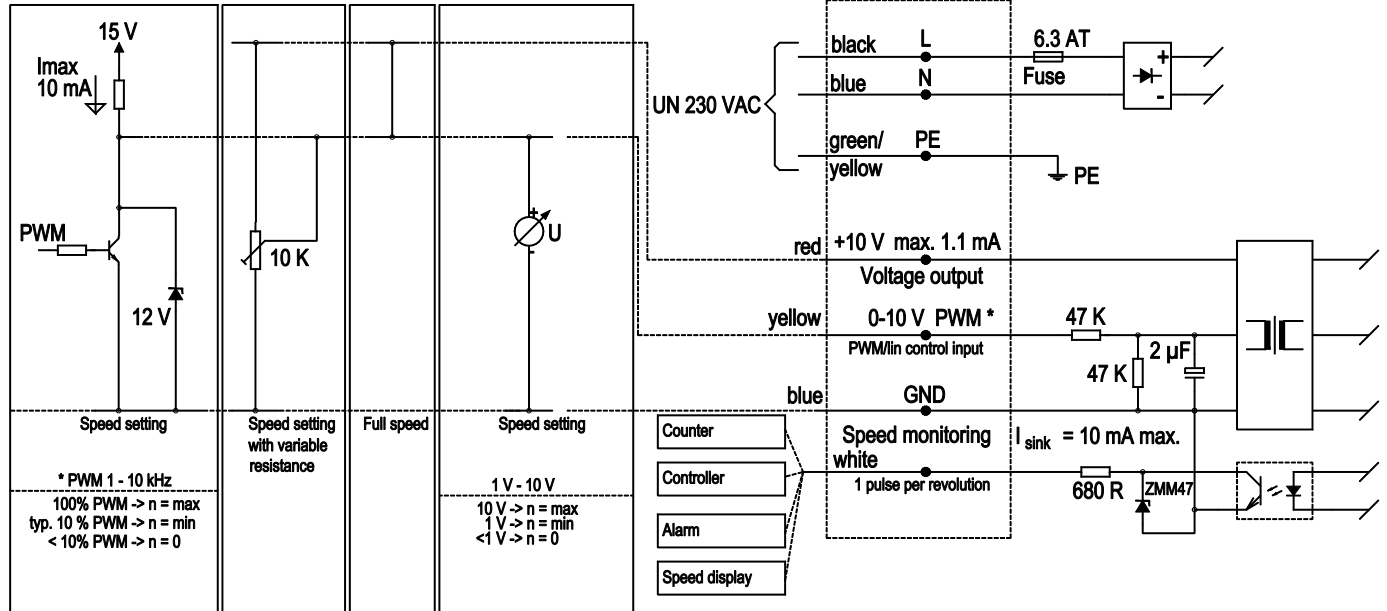 15 V
Imax
10 mA
PWM
12 V
Speed setting
* PWM 1 - 10 kHz
100% PWM -> n = max
typ. 10 % PWM -> n = min
< 10% PWM -> n = 0
10 K
Speed setting
with variable
resistance
Full speed
+
U
-
Speed setting
1 V - 10 V
10 V -> n = max
1 V -> n = min
<1 V -> n = 0
UN 230 VAC
black
L
6.3 AT
Fuse
+
-
blue
N
green/
yellow
PE
PE
red
+10 V max. 1.1 mA
Voltage output
yellow
0-10 V PWM *
PWM/lin control input
47 K
47 K
2 µF
blue
GND
Counter
Controller
Alarm
Speed display
Speed monitoring
white
1 pulse per revolution
I sink = 10 mA max.
680 R
ZMM47